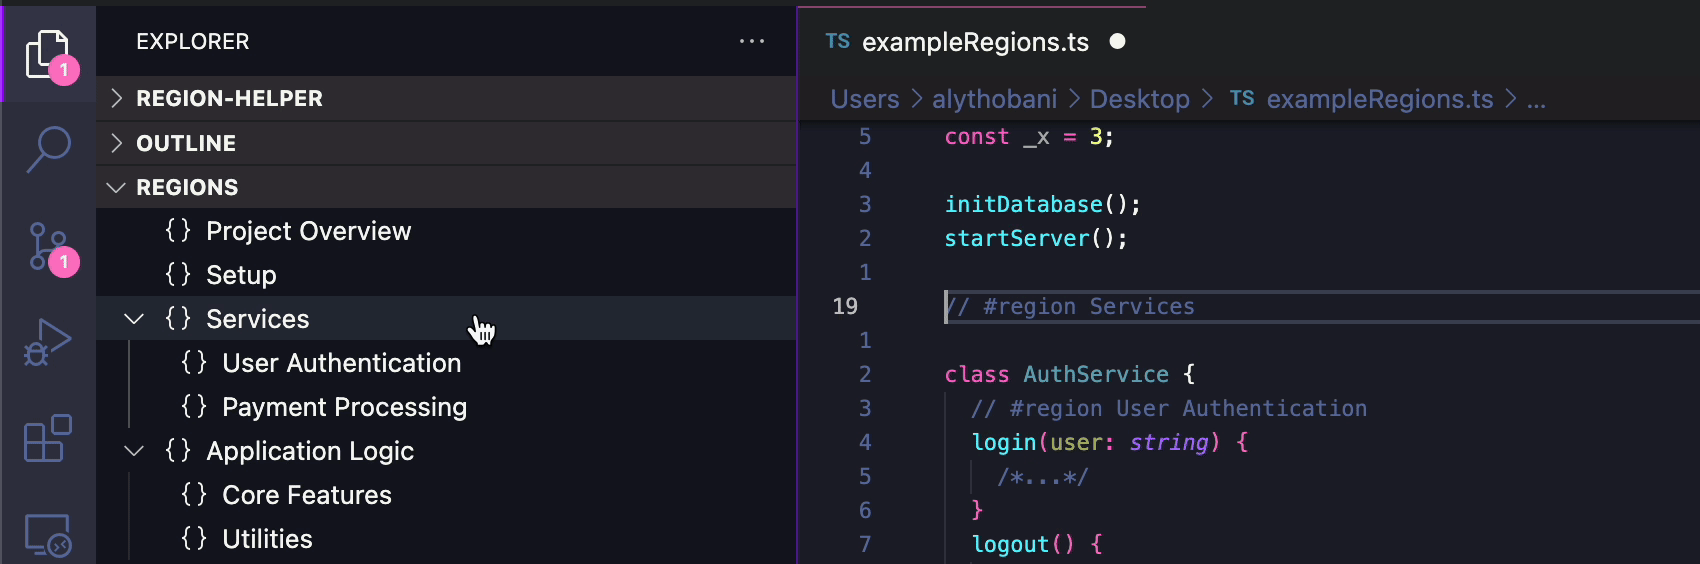 1
1
EXPLORER ...
REGION-HELPER
OUTLINE
REGIONS
{} Project Overview
{} Setup
{} Services
{} User Authentication
{} Payment Processing
{} Application Logic
{} Core Features
{} Utilities
TS exampleRegions.ts
Users > alythobani > Desktop > TS exampleRegions.ts > ...
5 const _x = 3;
4
3 initDatabase();
2 startServer();
1
19 // #region Services
1
2 class AuthService {
3 // #region User Authentication
4 login(user: string) {
5 /*...*/
6 }
7 logout() {